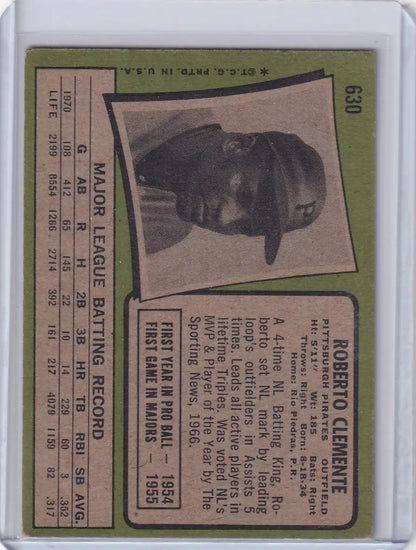 630
ROBERTO CLEMENTE
PITTSBURGH PIRATES OUTFIELD
Ht: 5'11" Wt: 185 Bats: Right
Throws: Right Born: 8-18-34
Home: Rio Piedras, P.R.
A 4-time NL Batting King, Ro-
berto set NL mark by leading
loop's outfielders in Assists 5
times. Leads all active players in
lifetime Triples. Was voted NL's
MVP & Player of the Year by The
Sporting News, 1966.
FIRST YEAR IN PRO BALL — 1954
FIRST GAME IN MAJORS — 1955
P
MAJOR LEAGUE BATTING RECORD
G AB R H 2B 3B HR TB RBI SB AVG.
1970 108 412 65 145 22 10 14 229 60 3 .352
LIFE 2199 8554 1266 2714 392 161 217 4079 1159 82 .317
* ©T.C.G. PRTD. IN U.S.A.